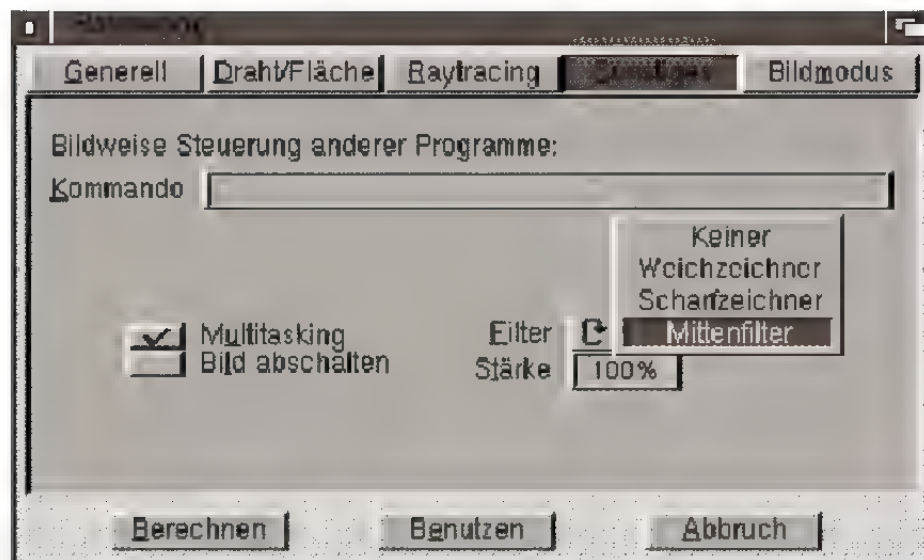 Generell Draht/Fläche Raytracing Sonstiges Bildmodus
Bildweise Steuerung anderer Programme:
Kommando
Keiner
Weichzeichner
Scharfzeichner
Mittenfilter
Multitasking
Filter
Bild abschalten
Stärke 100%
Berechnen Benutzen Abbruch